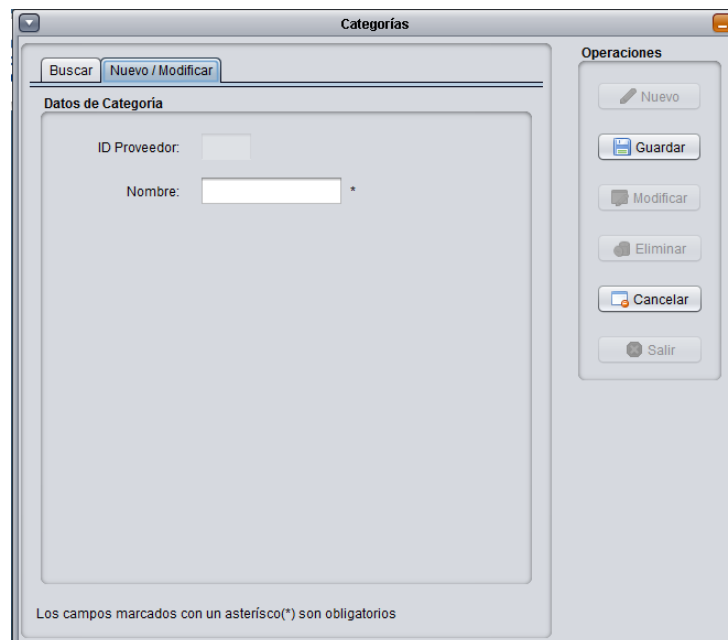 Categorías
Buscar
Nuevo / Modificar
Datos de Categoría
ID Proveedor:
Nombre:
*
Los campos marcados con un asterísco(*) son obligatorios
Operaciones
Nuevo
Guardar
Modificar
Eliminar
Cancelar
Salir